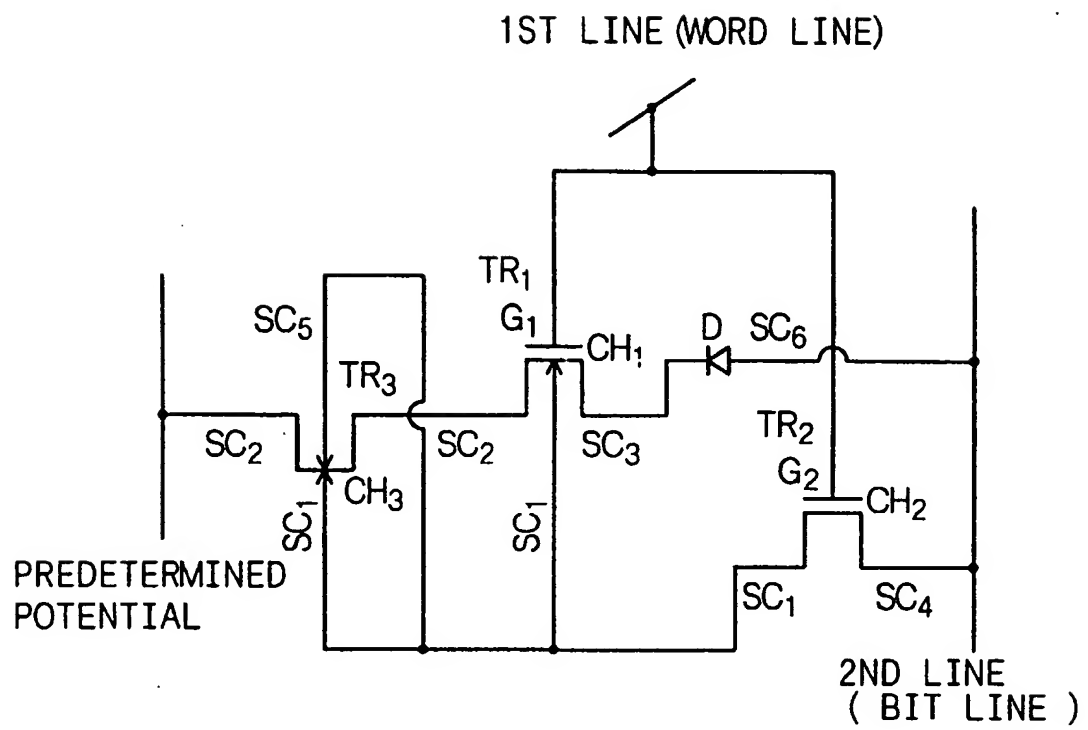 1ST LINE (WORD LINE)
TR1
G1
CH1
D
SC6
SC5
TR3
SC2
SC2
SC3
TR2
G2
CH2
SC1
CH3
SC1
SC1
SC4
PREDETERMINED
POTENTIAL
2ND LINE
( BIT LINE )